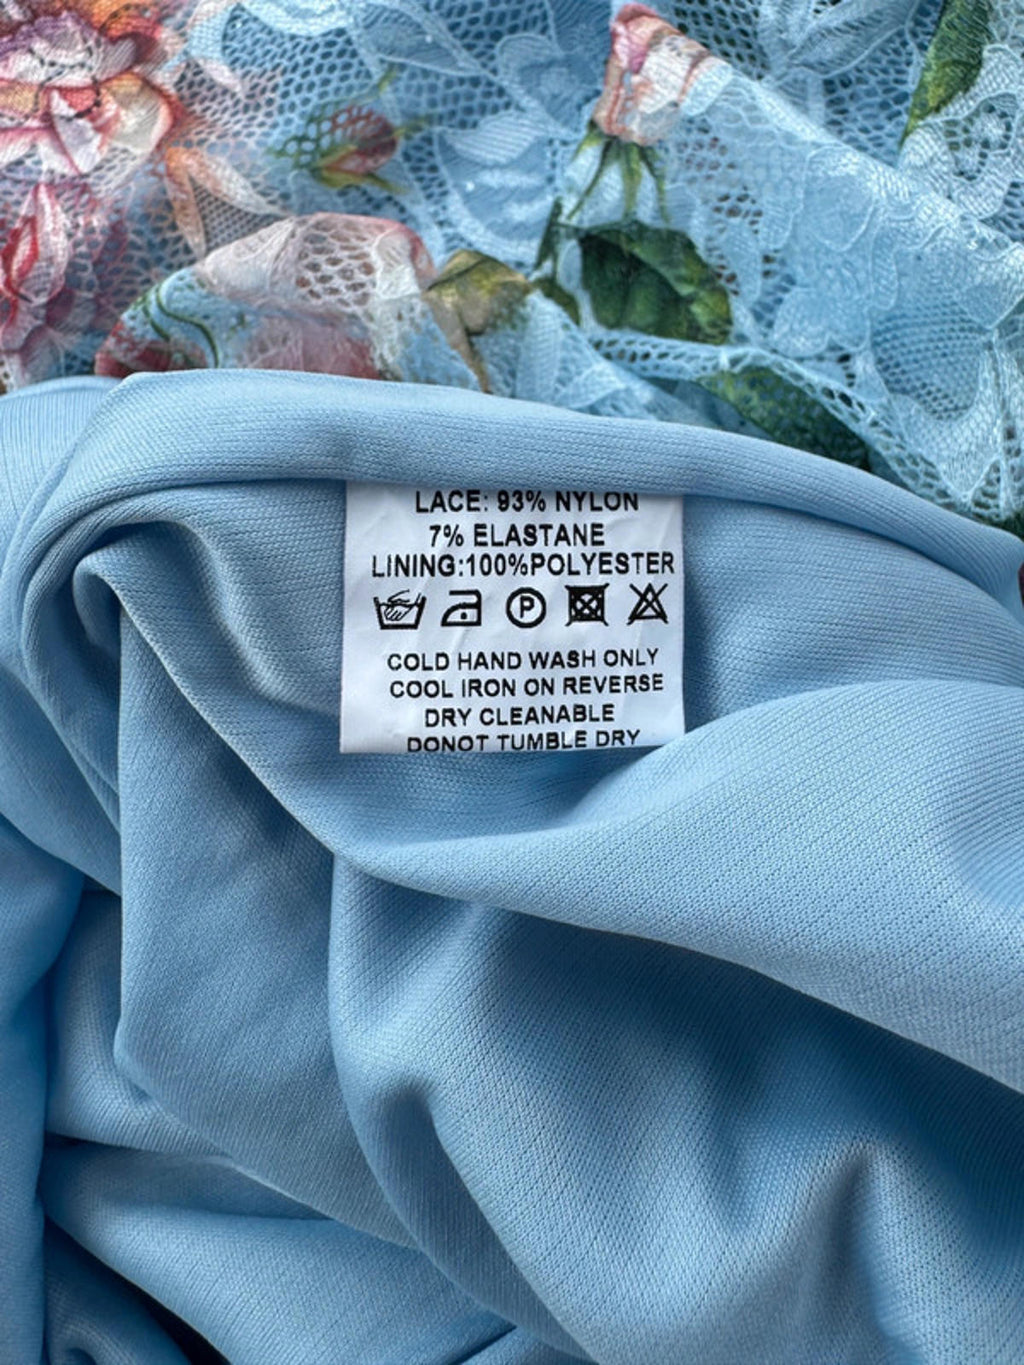 LACE: 93% NYLON
7% ELASTANE
LINING:100%POLYESTER
P
COLD HAND WASH ONLY
COOL IRON ON REVERSE
DRY CLEANABLE
DONOT TUMBLE DRY